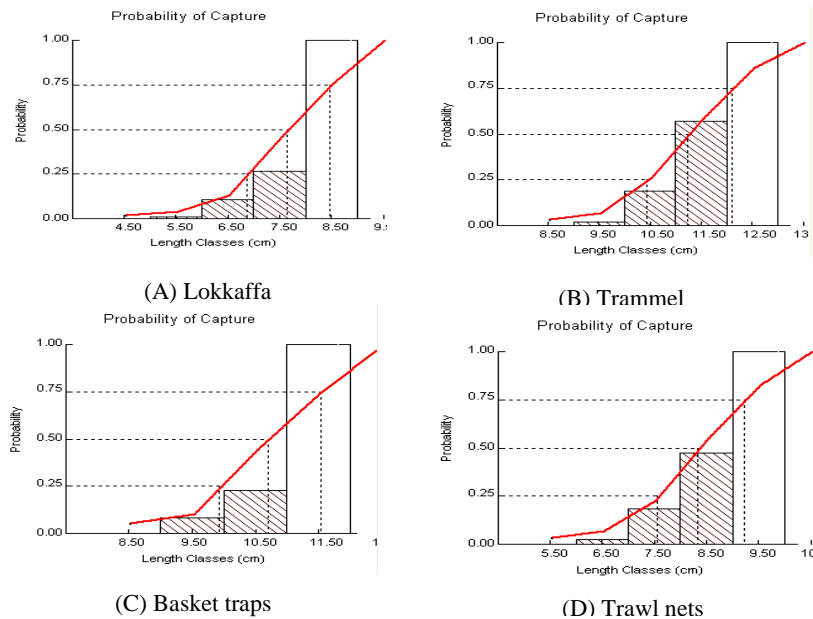 Probability of Capture
1.00
0.75
0.50
0.25
0.00
Probability
4.50 5.50 6.50 7.50 8.50
Length Classes (cm)
(A) Lokkaffa
Probability of Capture
1.00
0.75
0.50
0.25
0.00
Probability
8.50 9.50 10.50 11.50 12.50 13
Length Classes (cm)
(B) Trammel
Probability of Capture
1.00
0.75
0.50
0.25
0.00
Probability
8.50 9.50 10.50 11.50
Length Classes (cm)
(C) Basket traps
Probability of Capture
1.00
0.75
0.50
0.25
0.00
Probability
5.50 6.50 7.50 8.50 9.50 10
Length Classes (cm)
(D) Trawl nets